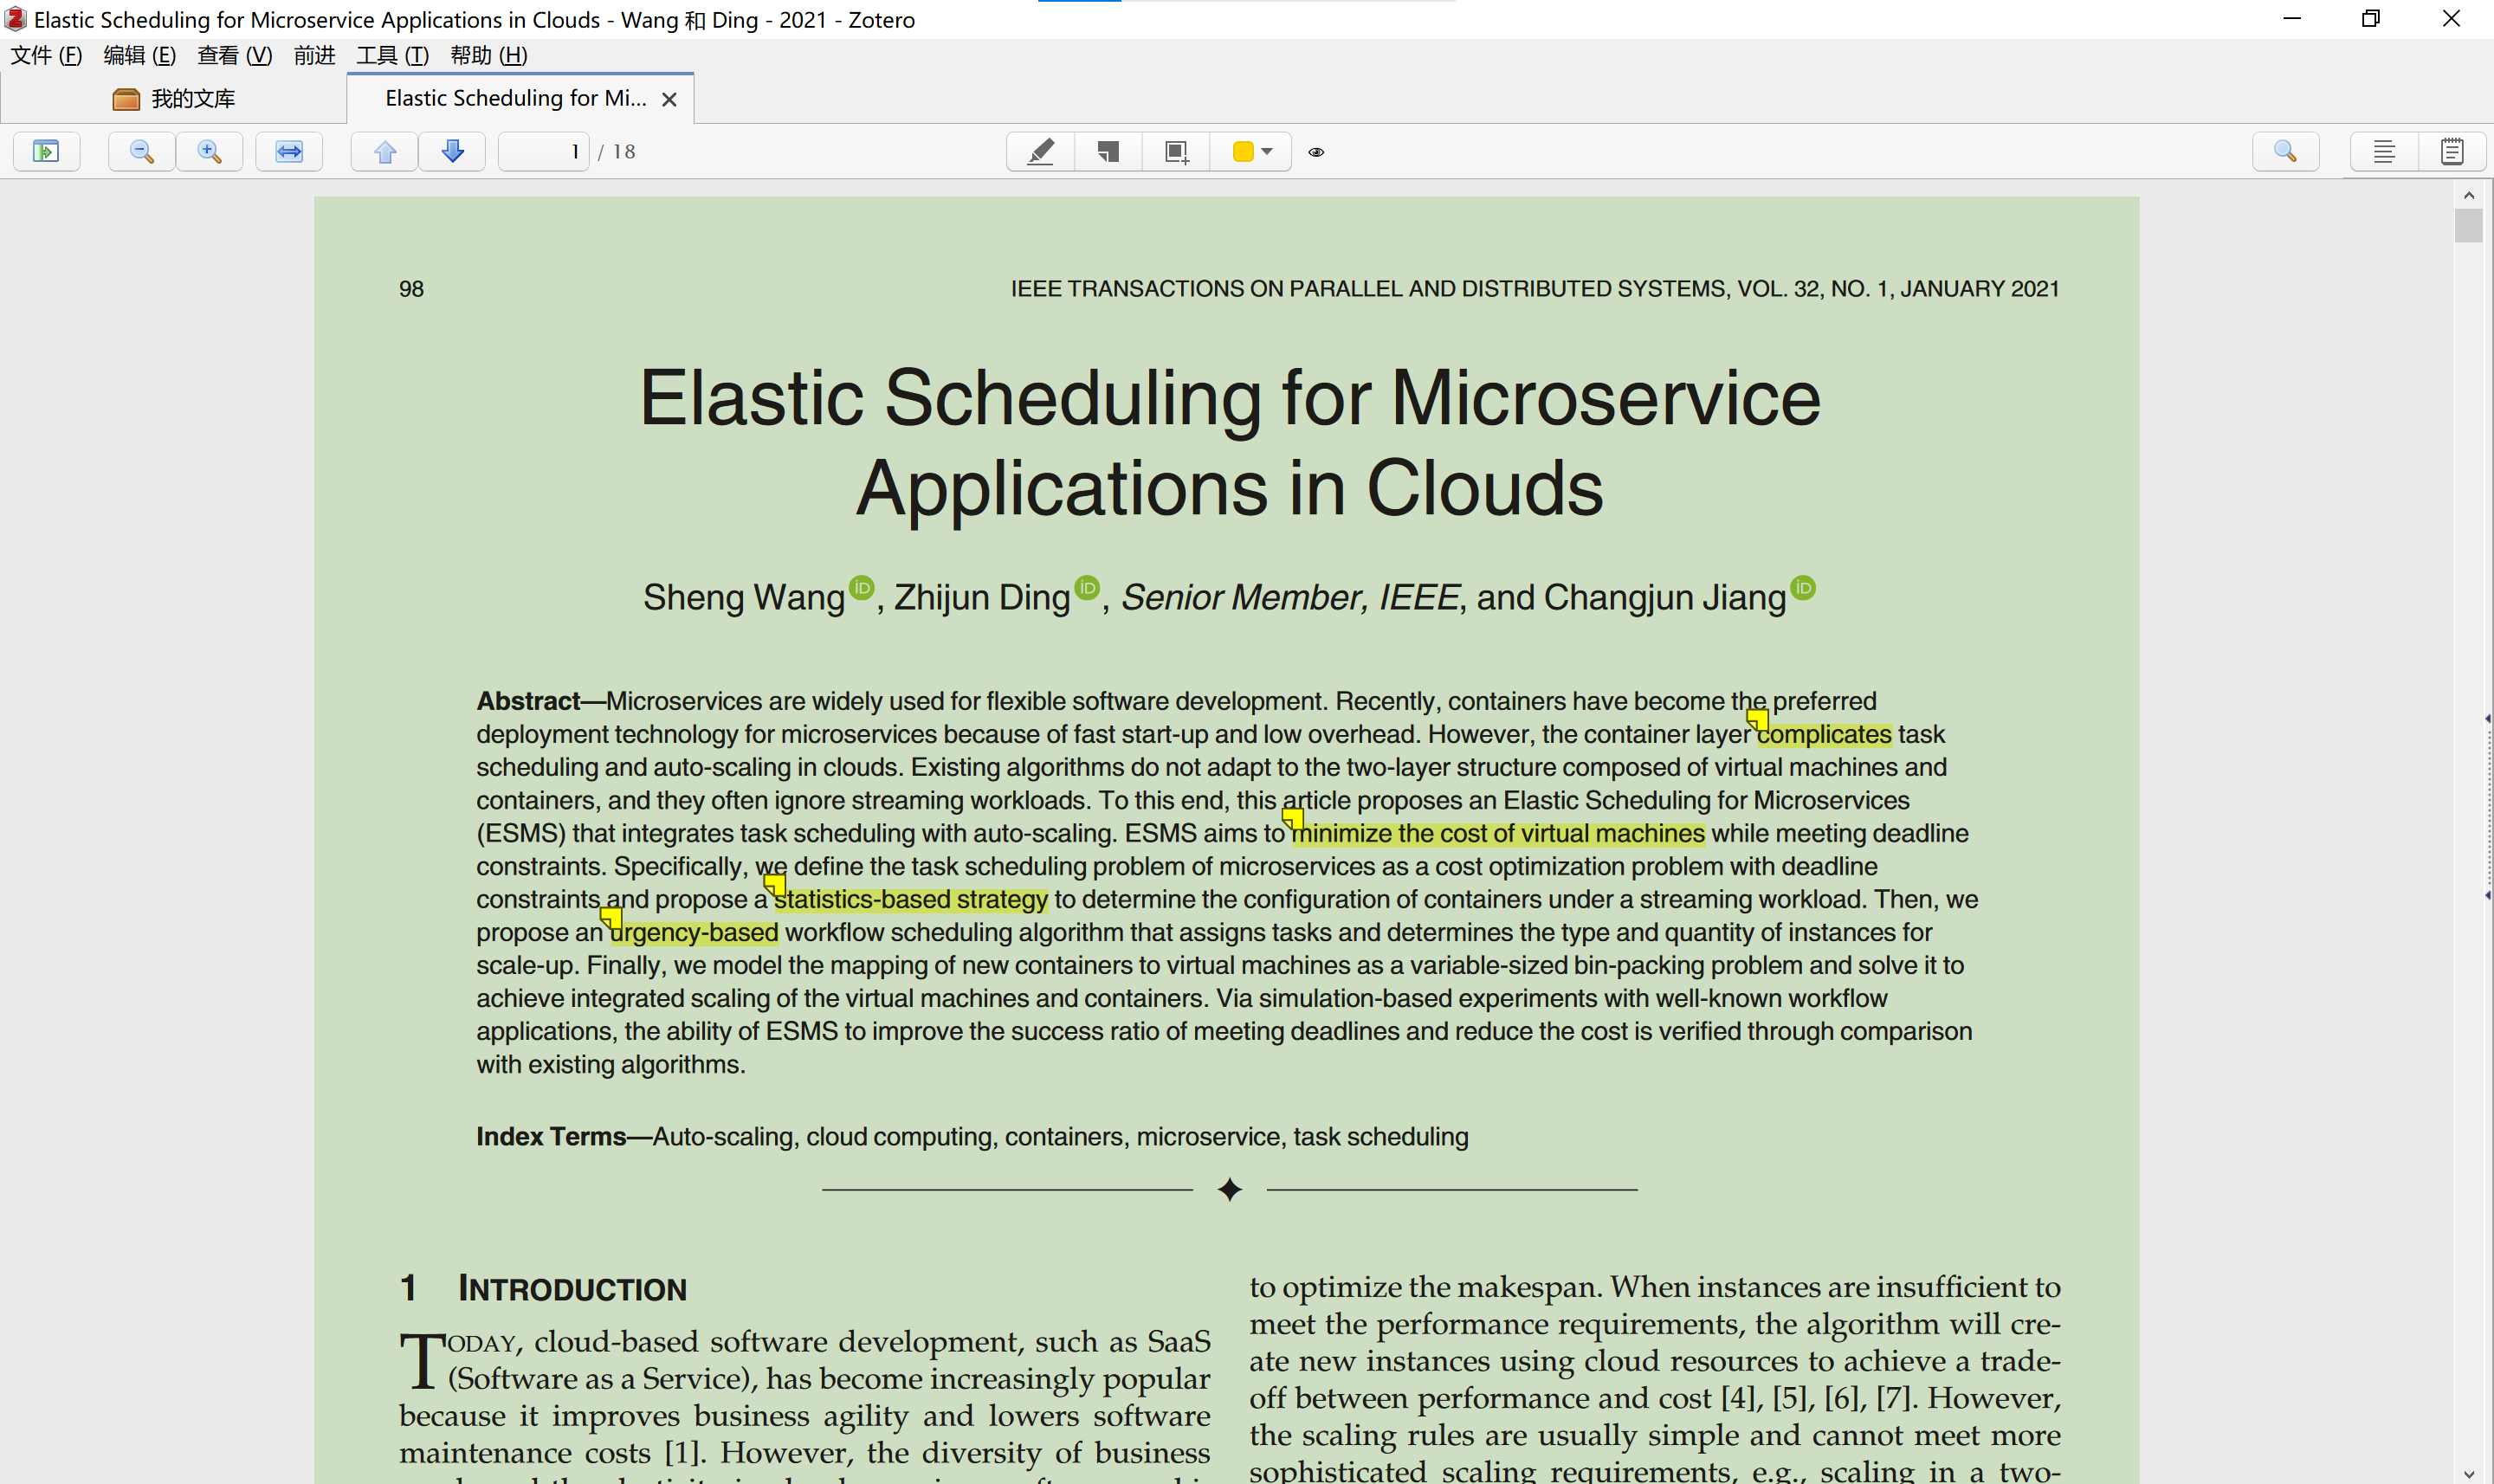 Elastic Scheduling for Microservice Applications in Clouds - Wang 和 Ding - 2021 - Zotero
文件 (F) 编辑 (E) 查看 (V) 前进 工具 (T) 帮助 (H)
我的文库 Elastic Scheduling for Mi...
1 / 18
98 IEEE TRANSACTIONS ON PARALLEL AND DISTRIBUTED SYSTEMS, VOL. 32, NO. 1, JANUARY 2021
Elastic Scheduling for Microservice
Applications in Clouds
Sheng Wang, Zhijun Ding, Senior Member, IEEE, and Changjun Jiang
Abstract—Microservices are widely used for flexible software development. Recently, containers have become the preferred
deployment technology for microservices because of fast start-up and low overhead. However, the container layer complicates task
scheduling and auto-scaling in clouds. Existing algorithms do not adapt to the two-layer structure composed of virtual machines and
containers, and they often ignore streaming workloads. To this end, this article proposes an Elastic Scheduling for Microservices
(ESMS) that integrates task scheduling with auto-scaling. ESMS aims to minimize the cost of virtual machines while meeting deadline
constraints. Specifically, we define the task scheduling problem of microservices as a cost optimization problem with deadline
constraints and propose a statistics-based strategy to determine the configuration of containers under a streaming workload. Then, we
propose an urgency-based workflow scheduling algorithm that assigns tasks and determines the type and quantity of instances for
scale-up. Finally, we model the mapping of new containers to virtual machines as a variable-sized bin-packing problem and solve it to
achieve integrated scaling of the virtual machines and containers. Via simulation-based experiments with well-known workflow
applications, the ability of ESMS to improve the success ratio of meeting deadlines and reduce the cost is verified through comparison
with existing algorithms.
Index Terms—Auto-scaling, cloud computing, containers, microservice, task scheduling
1 INTRODUCTION
TODAY, cloud-based software development, such as SaaS
(Software as a Service), has become increasingly popular
because it improves business agility and lowers software
maintenance costs [1]. However, the diversity of business
to optimize the makespan. When instances are insufficient to
meet the performance requirements, the algorithm will cre-
ate new instances using cloud resources to achieve a trade-
off between performance and cost [4], [5], [6], [7]. However,
the scaling rules are usually simple and cannot meet more
sophisticated scaling requirements, e.g., scaling in a two-